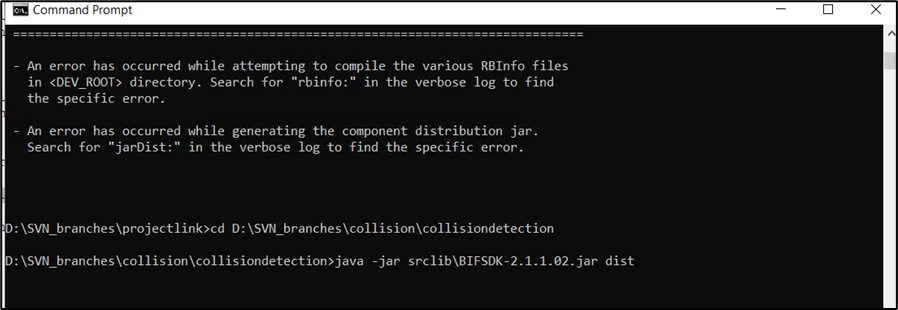 Command Prompt
==============================================================================
- An error has occurred while attempting to compile the various RBInfo files
in <DEV_ROOT> directory. Search for "rbinfo:" in the verbose log to find
the specific error.
- An error has occurred while generating the component distribution jar.
Search for "jarDist:" in the verbose log to find the specific error.
D:\SVN_branches\projectlink>cd D:\SVN_branches\collision\collisiondetection
D:\SVN_branches\collision\collisiondetection>java -jar srclib\BIFSDK-2.1.1.02.jar dist